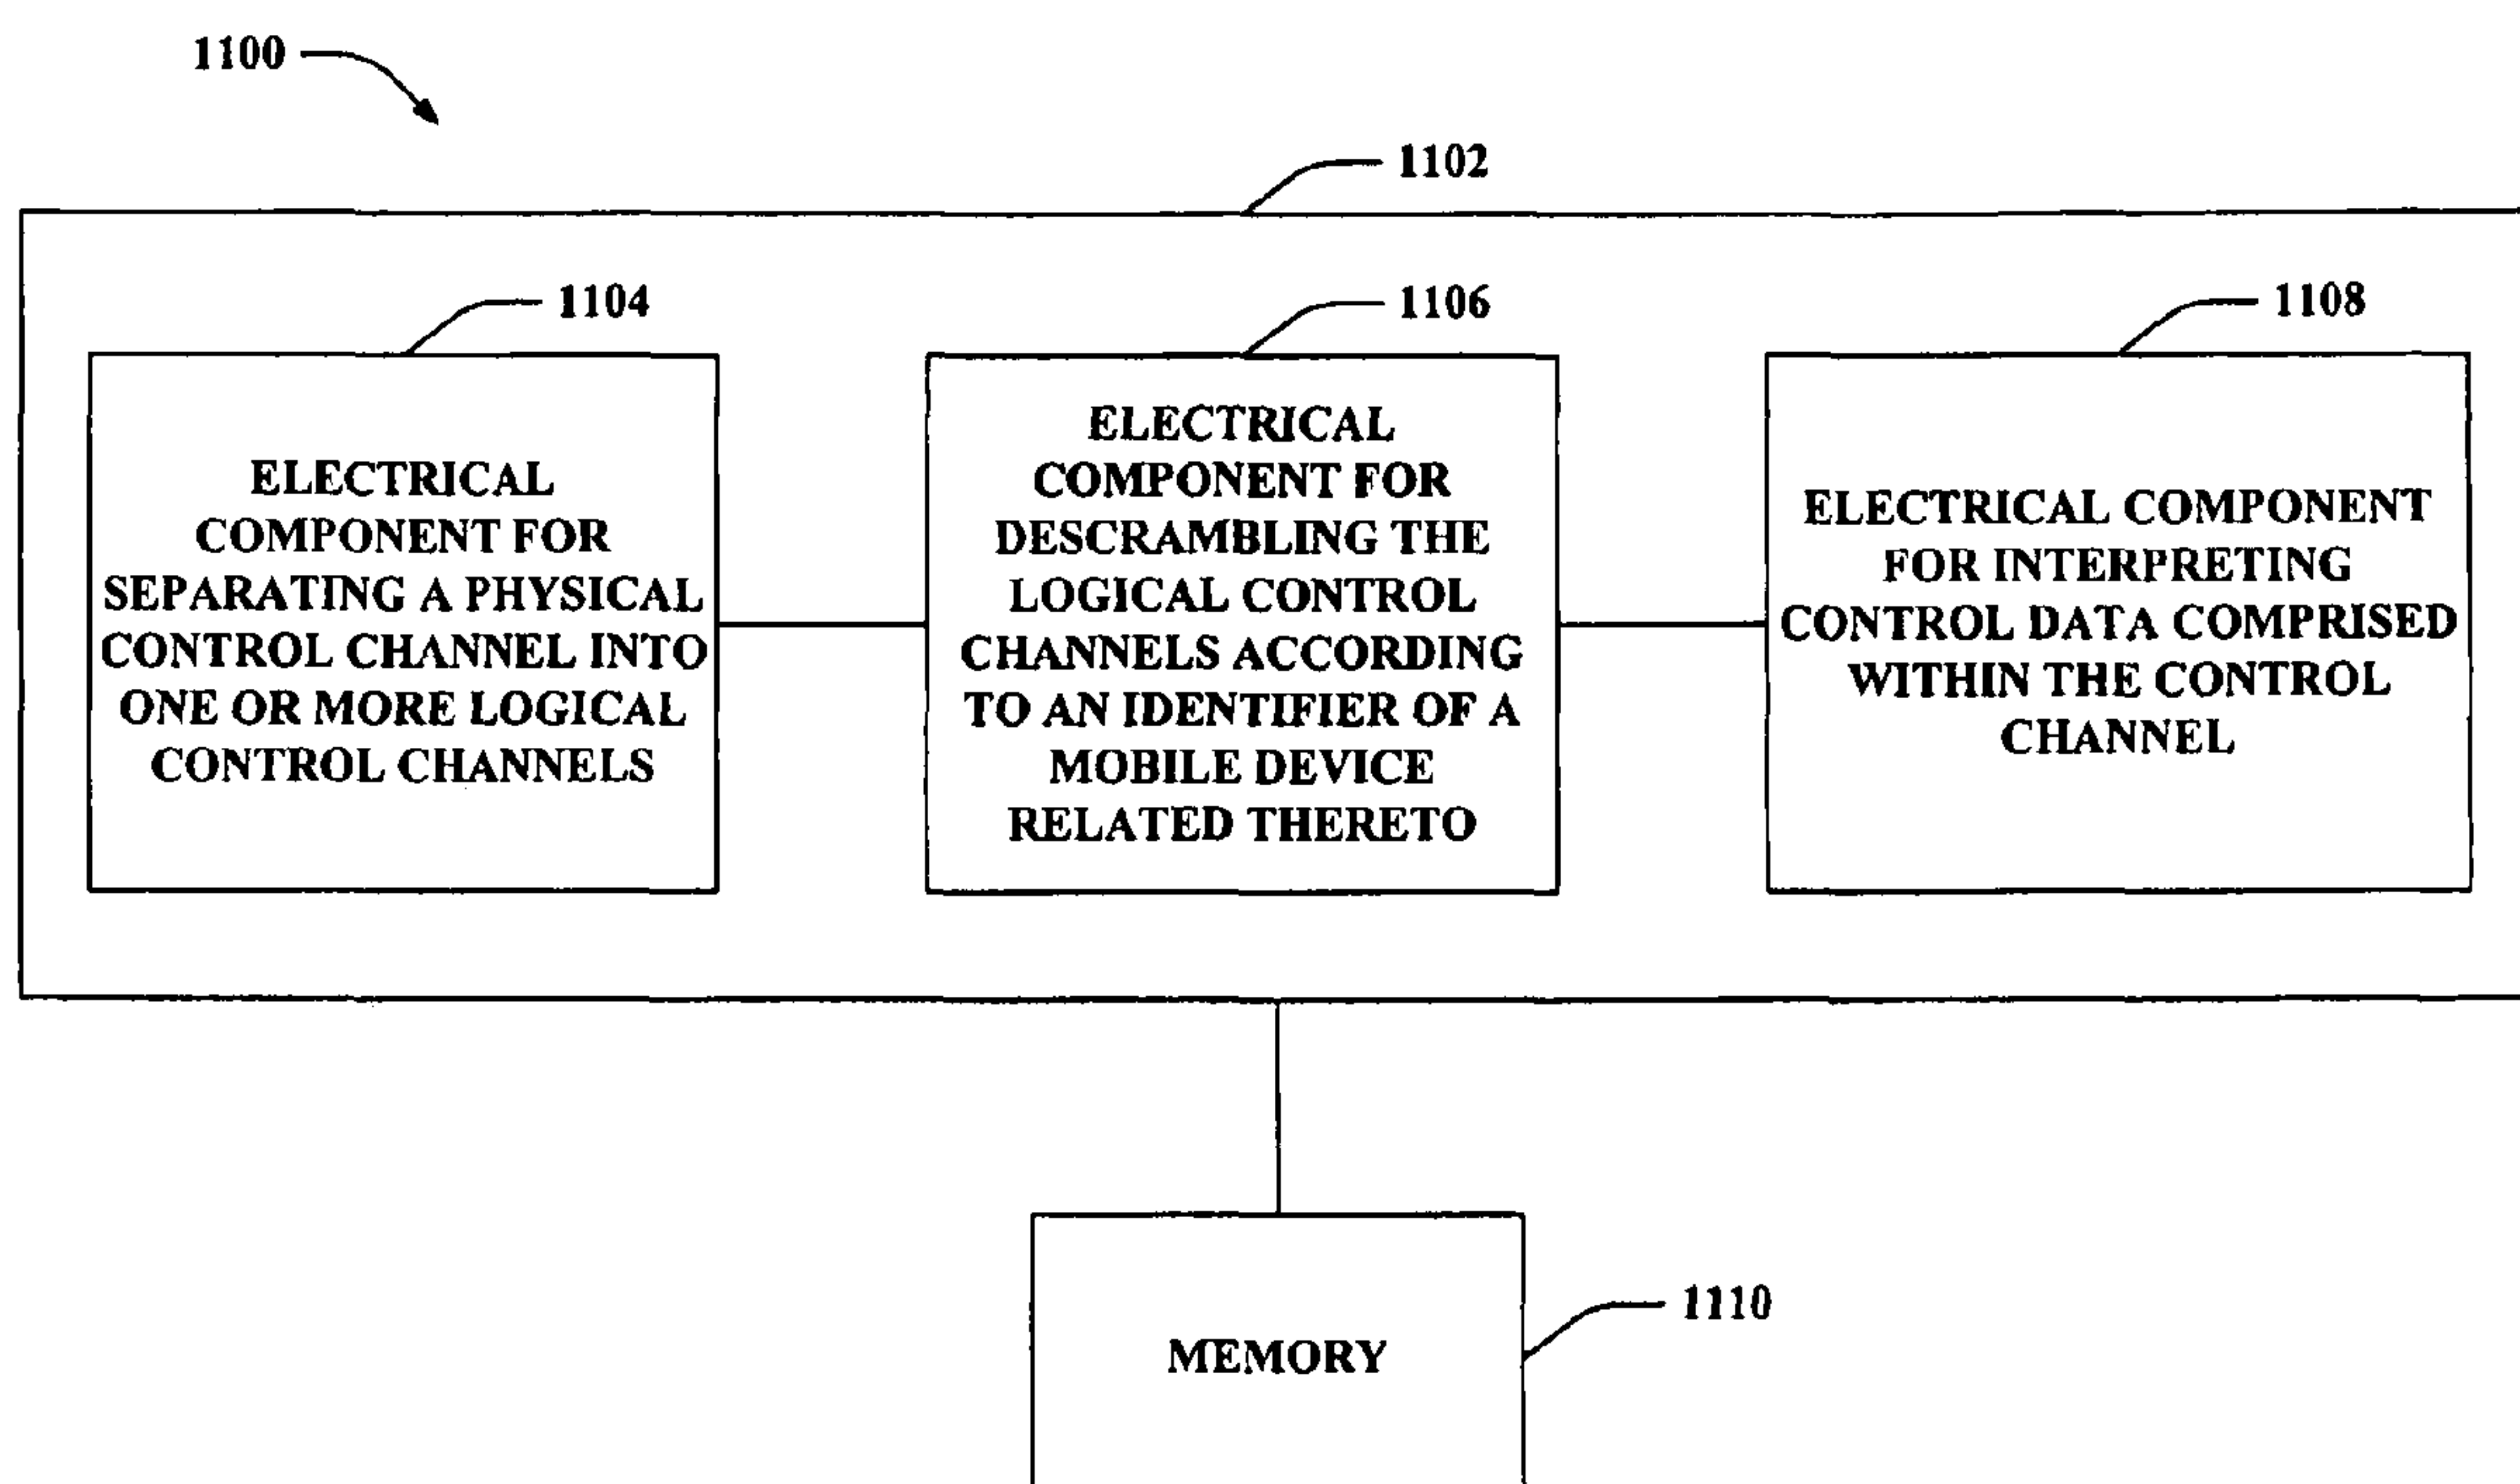 1100
1102
1104
1106
1108
ELECTRICAL
COMPONENT FOR
SEPARATING A PHYSICAL
CONTROL CHANNEL INTO
ONE OR MORE LOGICAL
CONTROL CHANNELS
ELECTRICAL
COMPONENT FOR
DESCRAMBLING THE
LOGICAL CONTROL
CHANNELS ACCORDING
TO AN IDENTIFIER OF A
MOBILE DEVICE
RELATED THERETO
ELECTRICAL COMPONENT
FOR INTERPRETING
CONTROL DATA COMPRISED
WITHIN THE CONTROL
CHANNEL
1110
MEMORY